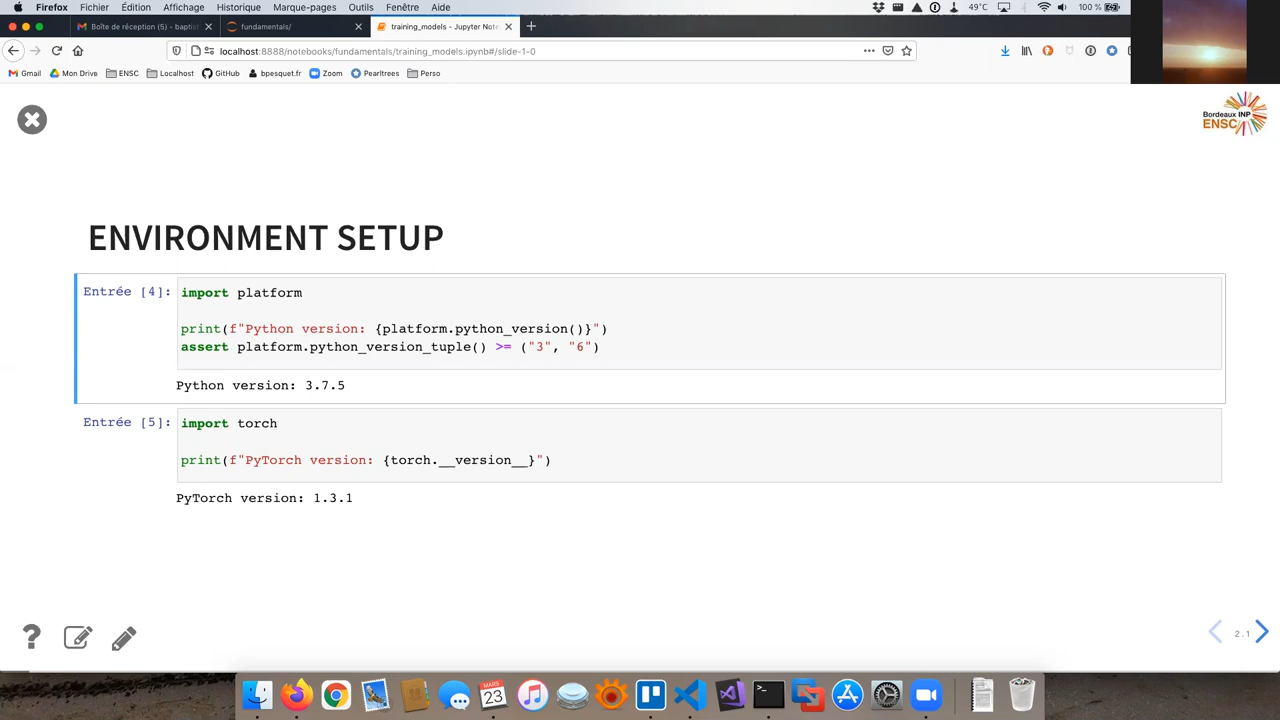 Firefox Fichier Édition Affichage Historique Marque-pages Outils Fenêtre Aide 49°C 100 %
Boîte de réception (5) - baptis fundamentals/ training_models - Jupyter Note
localhost:8888/notebooks/fundamentals/training_models.ipynb#/slide-1-0
Gmail Mon Drive ENSC Localhost GitHub bpesquet.fr Zoom Pearltrees Perso
Bordeaux INP
ENSC
ENVIRONMENT SETUP
Entrée [4]: import platform
print(f"Python version: {platform.python_version()}")
assert platform.python_version_tuple() >= ("3", "6")
Python version: 3.7.5
Entrée [5]: import torch
print(f"PyTorch version: {torch.__version__}")
PyTorch version: 1.3.1
2.1
MARS
23